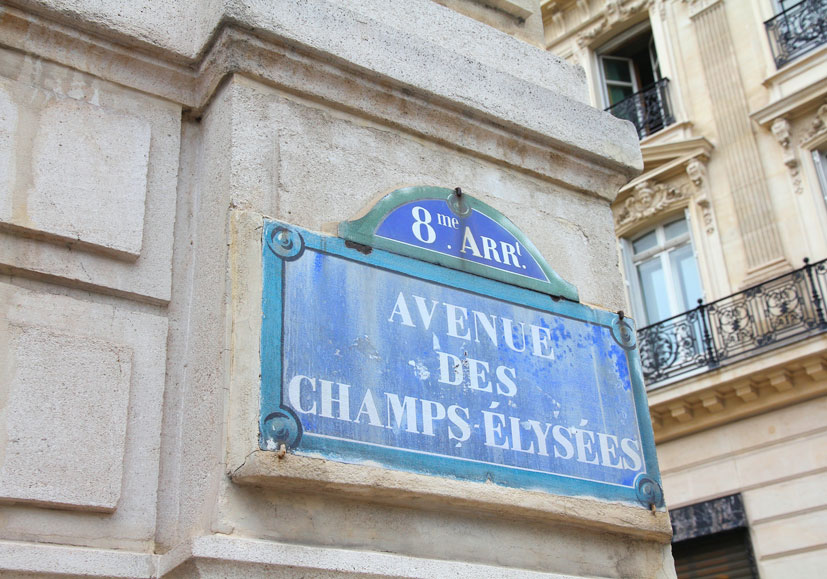 8me. ARRt.
AVENUE
DES
CHAMPS-ÉLYSÉES